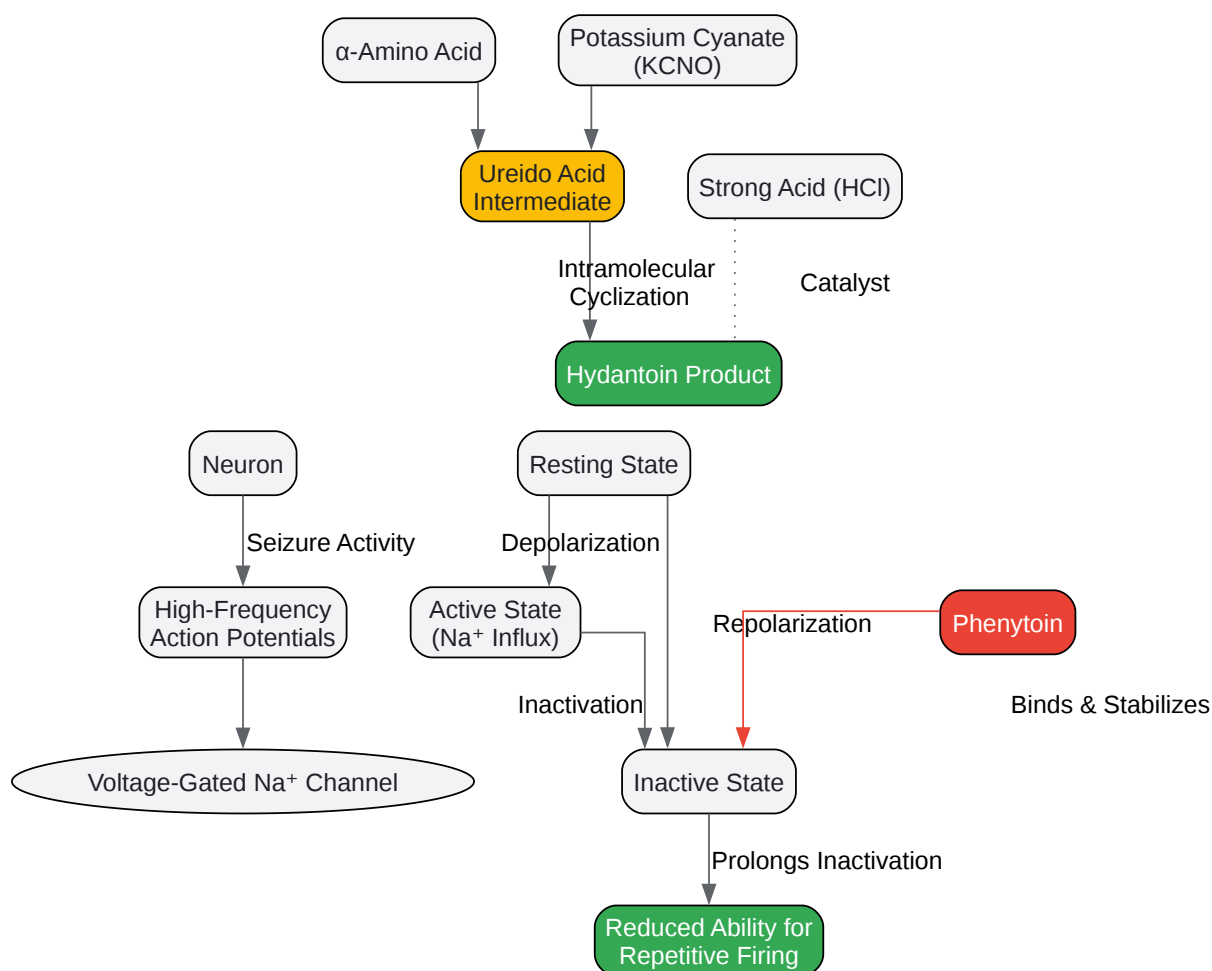 α-Amino Acid
Potassium Cyanate
(KCNO)
Ureido Acid
Intermediate
Strong Acid (HCl)
Intramolecular
Cyclization
Catalyst
Hydantoin Product
Neuron
Resting State
Seizure Activity
Depolarization
High-Frequency
Action Potentials
Active State
(Na⁺ Influx)
Repolarization
Phenytoin
Inactivation
Binds & Stabilizes
Voltage-Gated Na⁺ Channel
Inactive State
Prolongs Inactivation
Reduced Ability for
Repetitive Firing